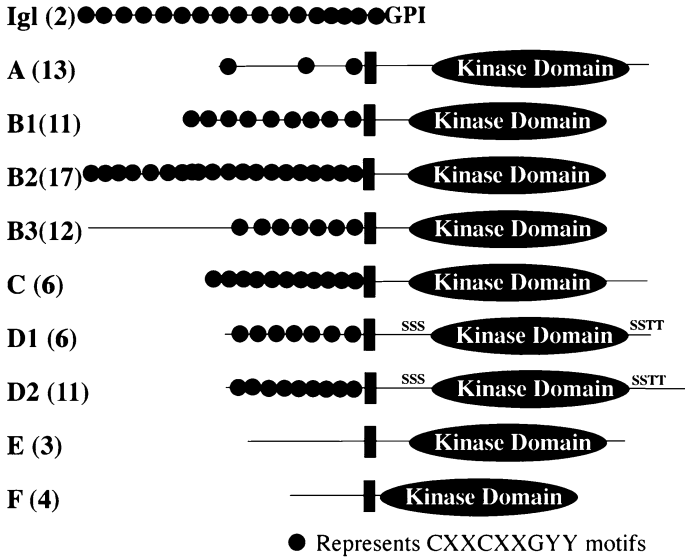 Igl (2) GPI
A (13) Kinase Domain
B1(11) Kinase Domain
B2(17) Kinase Domain
B3(12) Kinase Domain
C (6) Kinase Domain
D1 (6) SSS Kinase Domain SSTT
D2 (11) SSS Kinase Domain SSTT
E (3) Kinase Domain
F (4) Kinase Domain
Represents CXXCXXGYY motifs